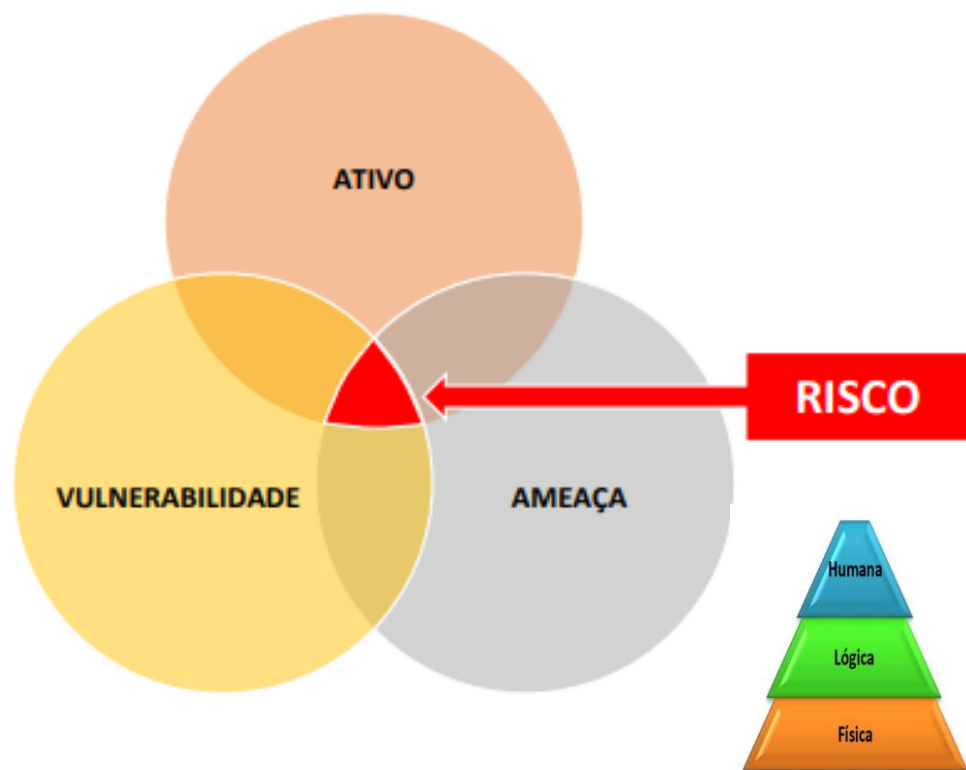 ATIVO
RISCO
VULNERABILIDADE
AMEAÇA
Humana
Lógica
Física